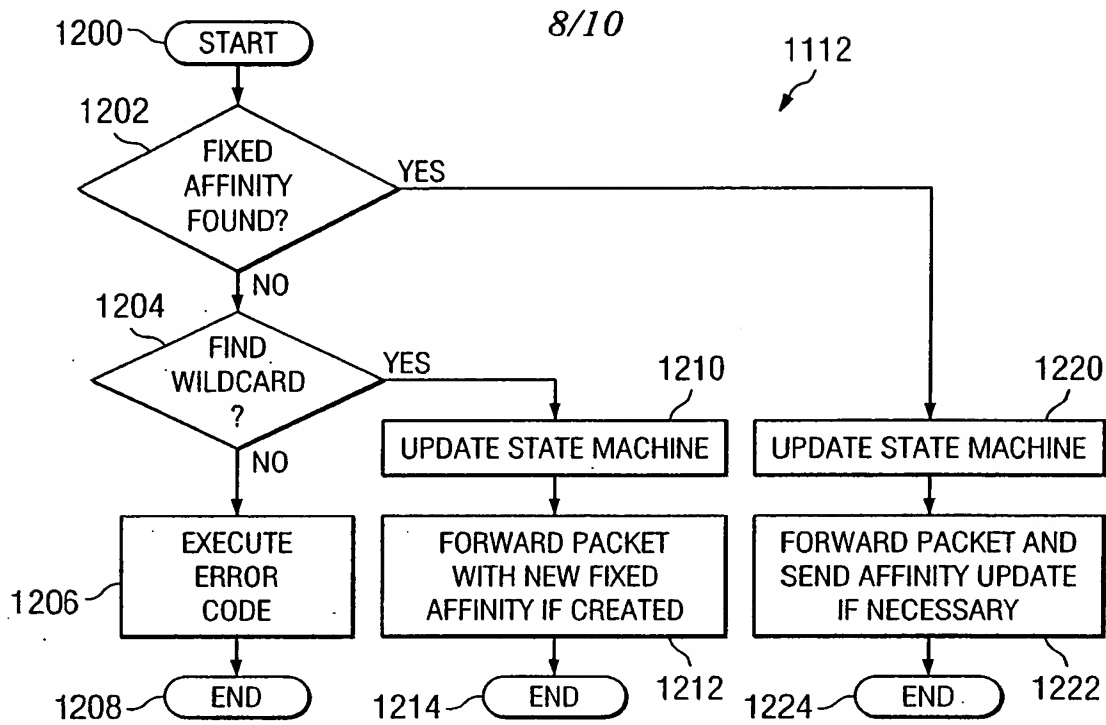 8/10
1200
START
1112
1202
FIXED
AFFINITY
FOUND?
YES
NO
1204
FIND
WILDCARD
?
YES
NO
1210
UPDATE STATE MACHINE
1220
UPDATE STATE MACHINE
EXECUTE
ERROR
CODE
1206
FORWARD PACKET
WITH NEW FIXED
AFFINITY IF CREATED
1212
FORWARD PACKET AND
SEND AFFINITY UPDATE
IF NECESSARY
1222
1208
END
1214
END
1224
END